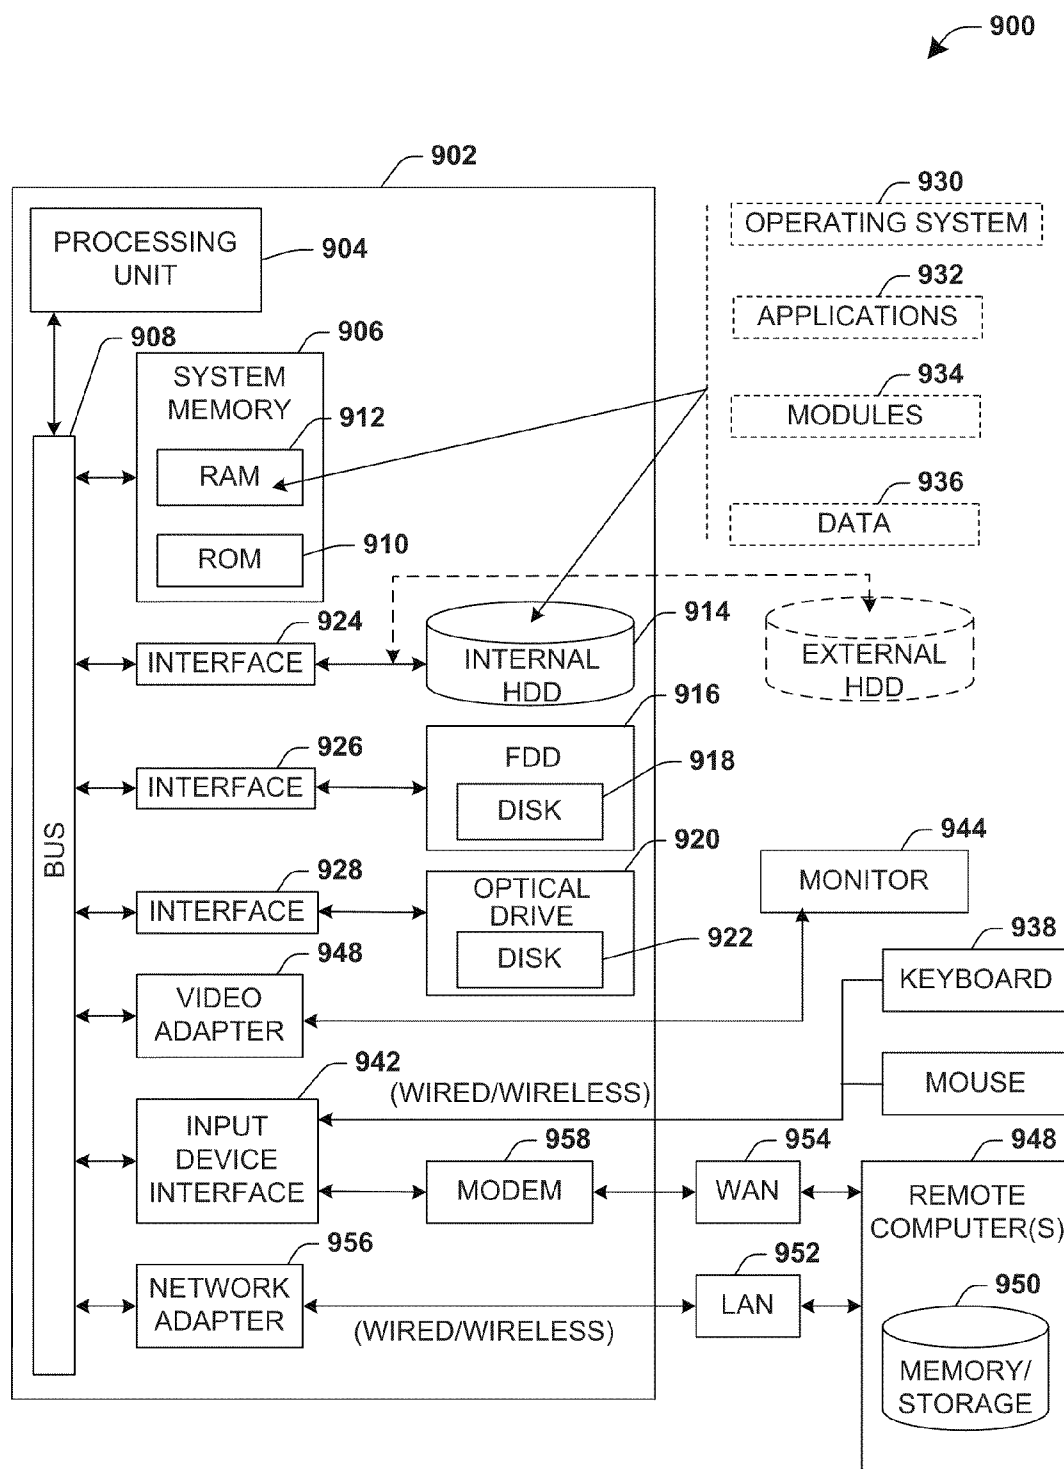 900
902
PROCESSING
UNIT
904
908
906
SYSTEM
MEMORY
912
RAM
ROM
910
930
OPERATING SYSTEM
932
APPLICATIONS
934
MODULES
936
DATA
924
INTERFACE
914
INTERNAL
HDD
EXTERNAL
HDD
916
926
INTERFACE
FDD
918
DISK
BUS
920
928
INTERFACE
OPTICAL
DRIVE
922
DISK
944
MONITOR
948
VIDEO
ADAPTER
938
KEYBOARD
MOUSE
942
(WIRED/WIRELESS)
INPUT
DEVICE
INTERFACE
958
MODEM
954
WAN
948
REMOTE
COMPUTER(S)
956
NETWORK
ADAPTER
(WIRED/WIRELESS)
952
LAN
950
MEMORY/
STORAGE